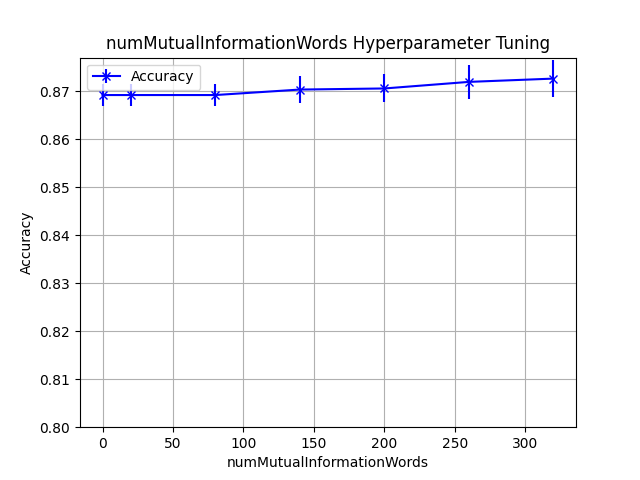 numMutualInformationWords Hyperparameter Tuning
Accuracy
0.87
0.86
0.85
0.84
0.83
0.82
0.81
0.80
Accuracy
0 50 100 150 200 250 300
numMutualInformationWords